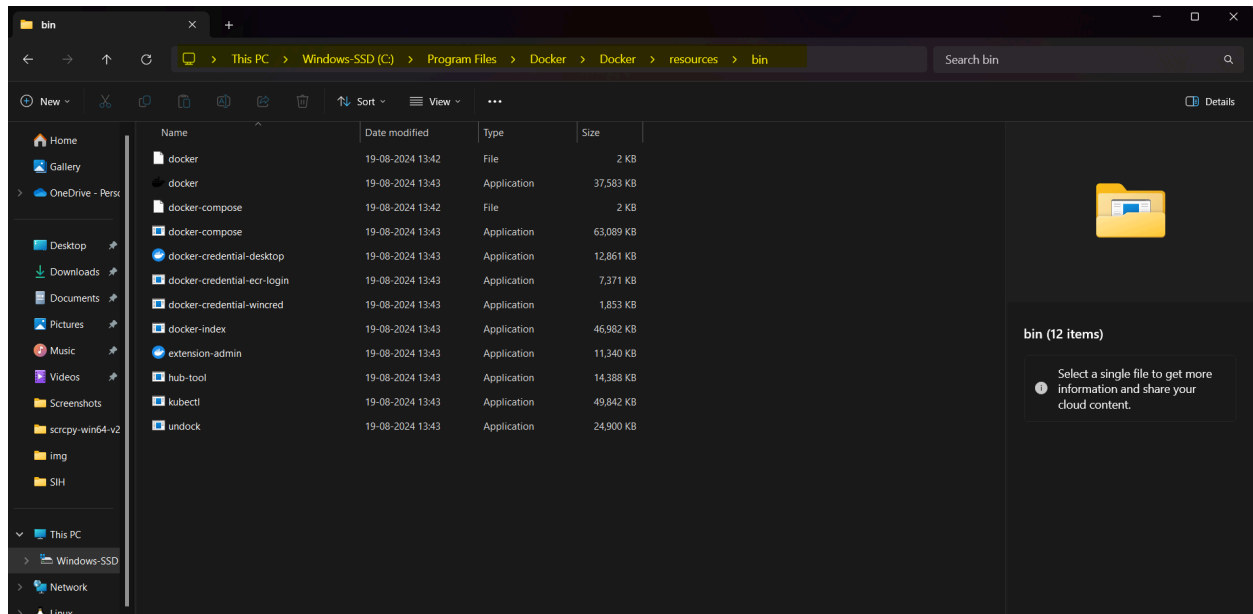 bin
This PC > Windows-SSD (C:) > Program Files > Docker > Docker > resources > bin
Search bin
New
Sort
View
Details
Name Date modified Type Size
docker 19-08-2024 13:42 File 2 KB
docker 19-08-2024 13:43 Application 37,583 KB
docker-compose 19-08-2024 13:42 File 2 KB
docker-compose 19-08-2024 13:43 Application 63,089 KB
docker-credential-desktop 19-08-2024 13:43 Application 12,861 KB
docker-credential-ecr-login 19-08-2024 13:43 Application 7,371 KB
docker-credential-wincred 19-08-2024 13:43 Application 1,853 KB
docker-index 19-08-2024 13:43 Application 46,982 KB
extension-admin 19-08-2024 13:43 Application 11,340 KB
hub-tool 19-08-2024 13:43 Application 14,388 KB
kubectl 19-08-2024 13:43 Application 49,842 KB
undock 19-08-2024 13:43 Application 24,900 KB
Home
Gallery
OneDrive - Persc
Desktop
Downloads
Documents
Pictures
Music
Videos
Screenshots
scrcpy-win64-v2
img
SIH
This PC
Windows-SSD
Network
Linux
bin (12 items)
Select a single file to get more
information and share your
cloud content.